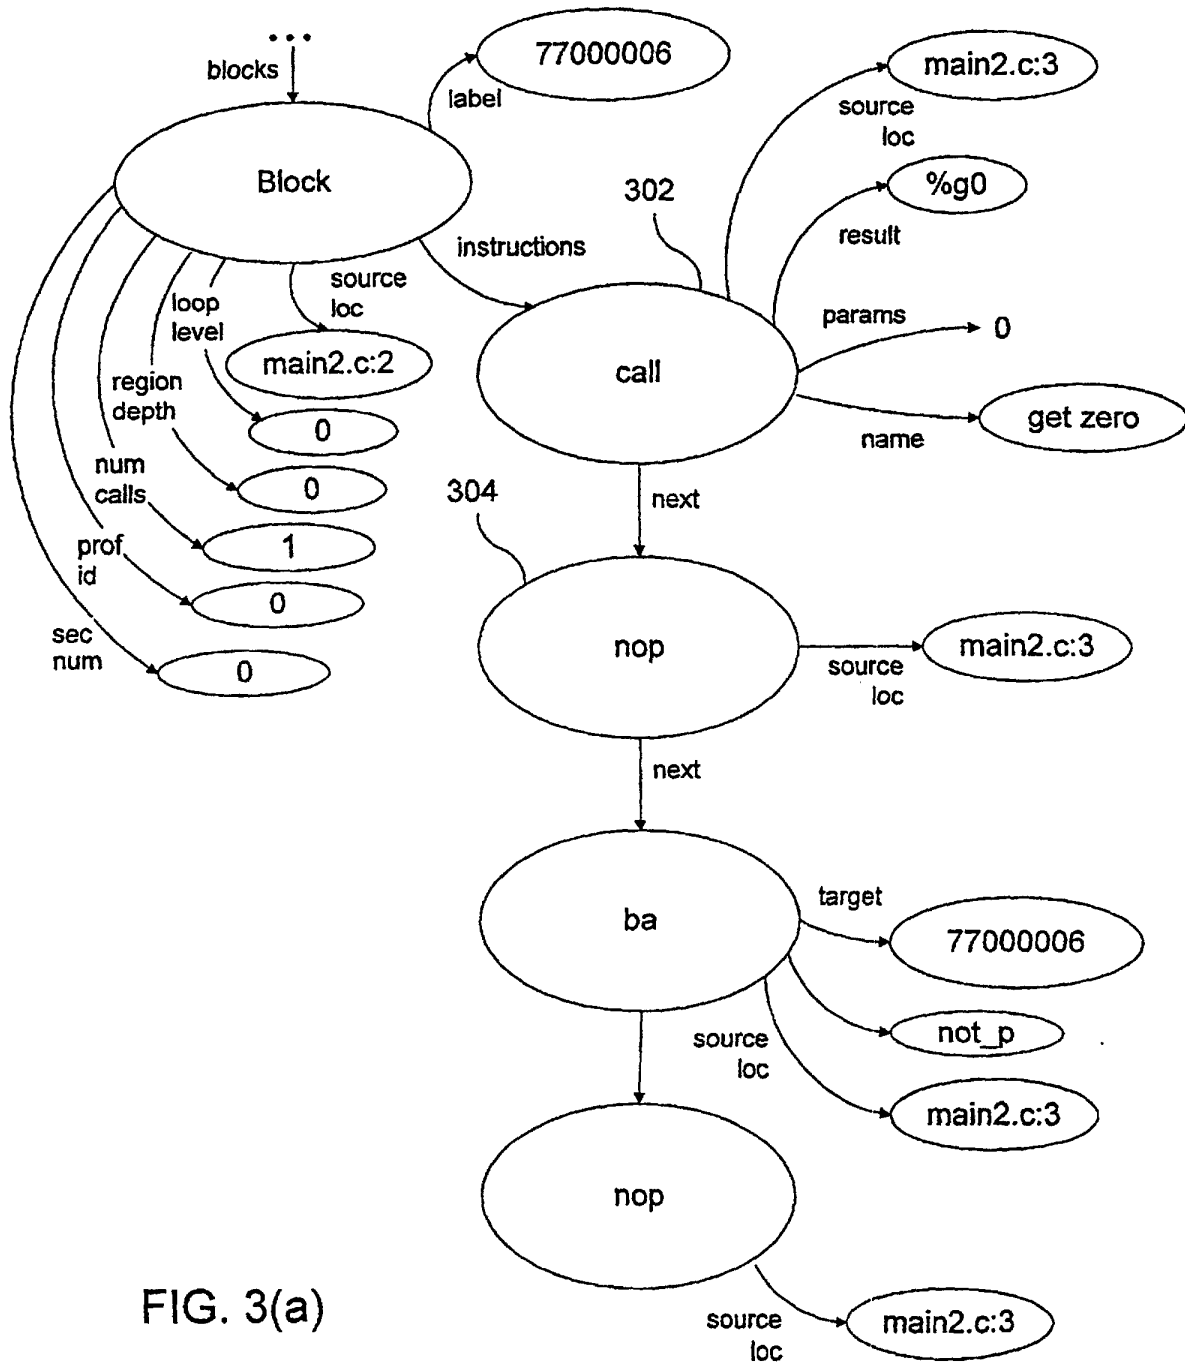 ...
blocks
77000006
label
main2.c:3
source
loc
Block
302
%g0
result
instructions
source
loc
loop
level
params
0
main2.c:2
call
region
depth
0
name
get zero
num
calls
0
304
next
1
prof
id
0
sec
num
0
nop
main2.c:3
source
loc
next
ba
target
77000006
not_p
source
loc
main2.c:3
nop
FIG. 3(a)
source
loc
main2.c:3